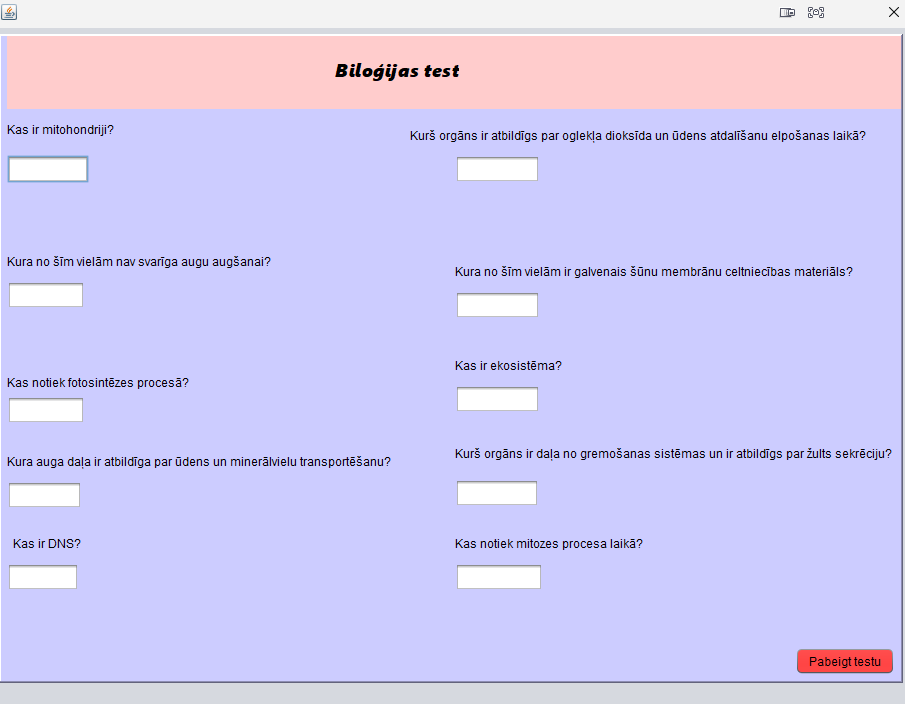 Biloģijas test
Kas ir mitohondriji?
Kurš orgāns ir atbildīgs par oglekļa dioksīda un ūdens atdalīšanu elpošanas laikā?
Kura no šīm vielām nav svarīga augu augšanai?
Kura no šīm vielām ir galvenais šūnu membrānu celtniecības materiāls?
Kas notiek fotosintēzes procesā?
Kas ir ekosistēma?
Kura auga daļa ir atbildīga par ūdens un minerālvielu transportēšanu?
Kurš orgāns ir daļa no gremošanas sistēmas un ir atbildīgs par žults sekrēciju?
Kas ir DNS?
Kas notiek mitozes procesa laikā?
Pabeigt testu